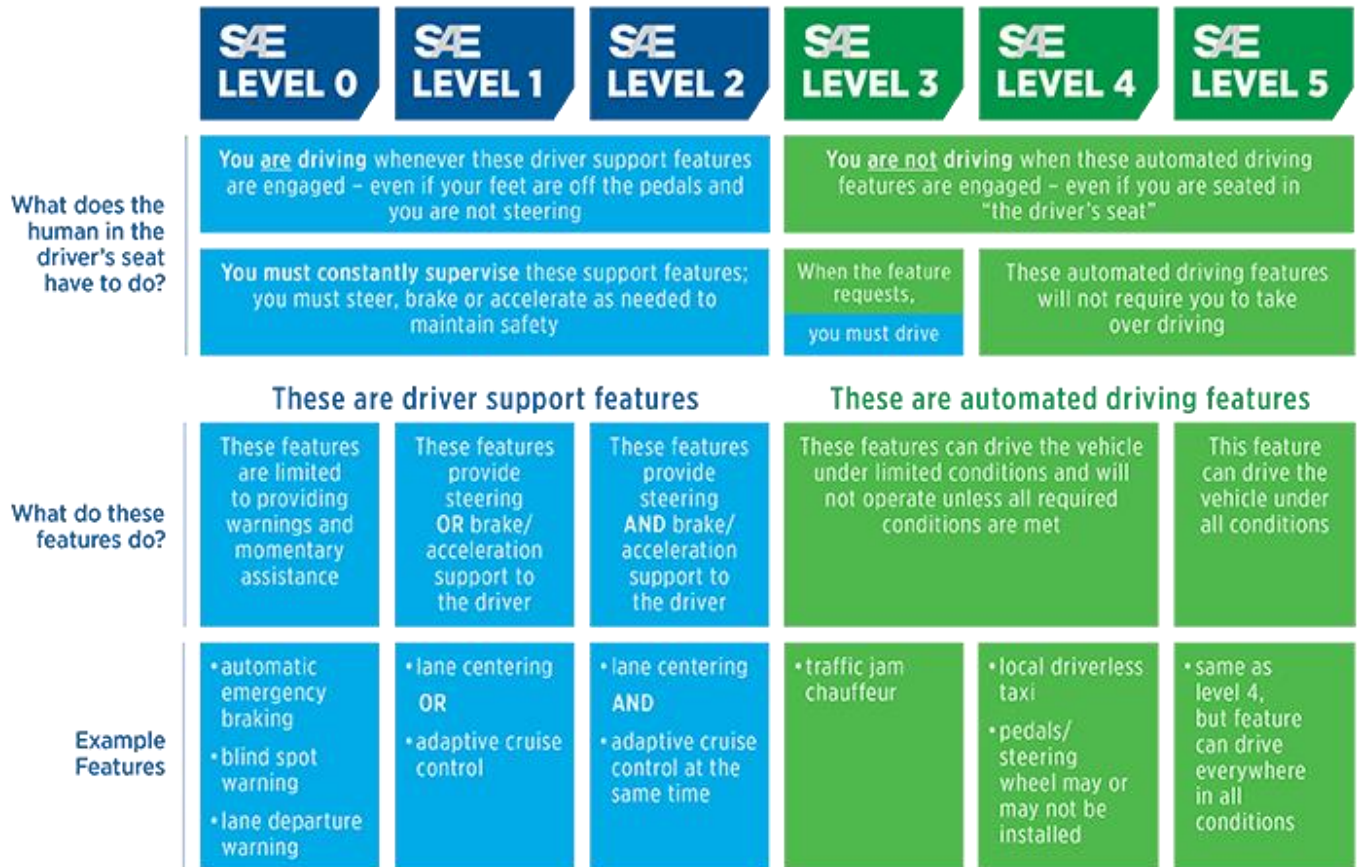 SAE
LEVEL 0
SAE
LEVEL 1
SAE
LEVEL 2
SAE
LEVEL 3
SAE
LEVEL 4
SAE
LEVEL 5
What does the
human in the
driver's seat
have to do?
You are driving whenever these driver support features
are engaged – even if your feet are off the pedals and
you are not steering
You are not driving when these automated driving
features are engaged – even if you are seated in
"the driver's seat"
You must constantly supervise these support features;
you must steer, brake or accelerate as needed to
maintain safety
When the feature
requests,
you must drive
These automated driving features
will not require you to take
over driving
These are driver support features
These are automated driving features
What do these
features do?
These features
are limited
to providing
warnings and
momentary
assistance
These features
provide
steering
OR brake/
acceleration
support to
the driver
These features
provide
steering
AND brake/
acceleration
support to
the driver
These features can drive the vehicle
under limited conditions and will
not operate unless all required
conditions are met
This feature
can drive the
vehicle under
all conditions
Example
Features
• automatic
emergency
braking
• blind spot
warning
• lane departure
warning
• lane centering
OR
• adaptive cruise
control
• lane centering
AND
• adaptive cruise
control at the
same time
• traffic jam
chauffeur
• local driverless
taxi
• pedals/
steering
wheel may or
may not be
installed
• same as
level 4,
but feature
can drive
everywhere
in all
conditions